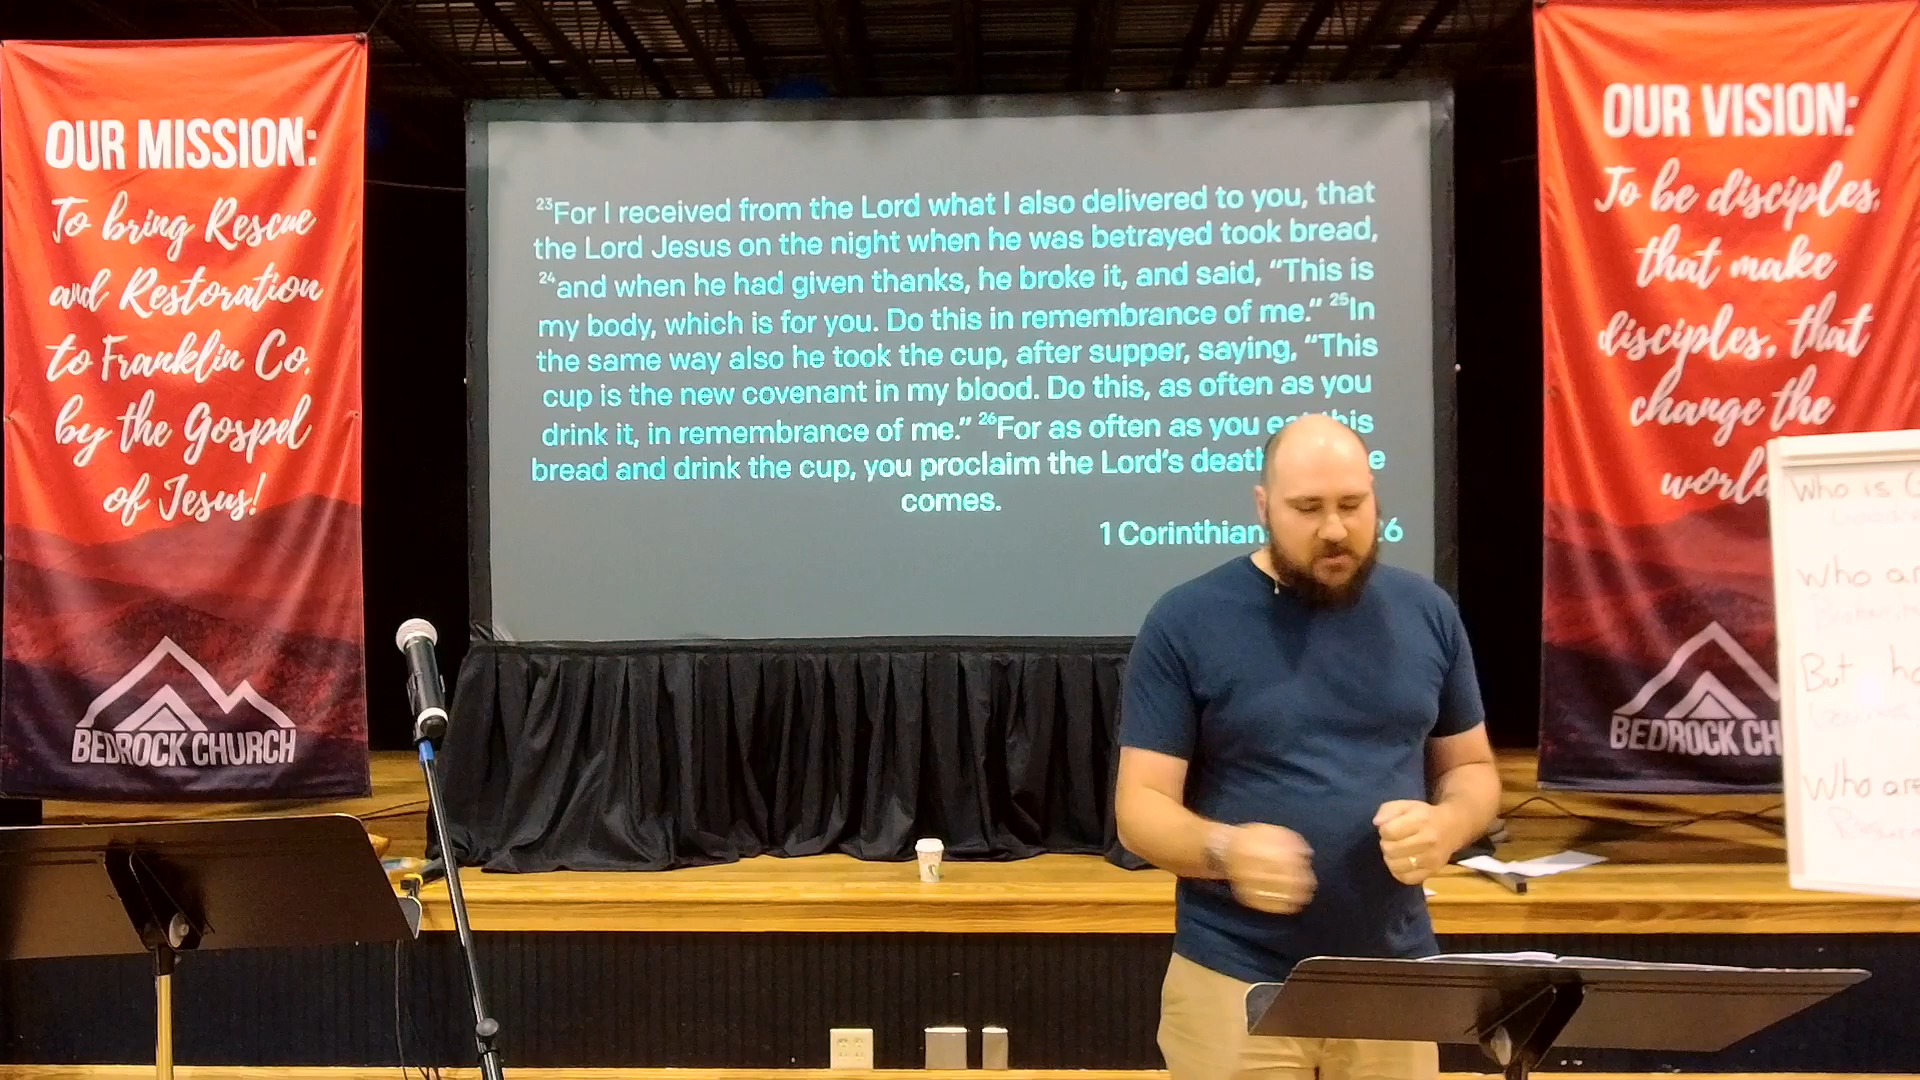 OUR MISSION:
To bring Rescue
and Restoration
to Franklin Co.
by the Gospel
of Jesus!
BEDROCK CHURCH
23For I received from the Lord what I also delivered to you, that
the Lord Jesus on the night when he was betrayed took bread,
24and when he had given thanks, he broke it, and said, “This is
my body, which is for you. Do this in remembrance of me.” 25In
the same way also he took the cup, after supper, saying, “This
cup is the new covenant in my blood. Do this, as often as you
drink it, in remembrance of me.” 26For as often as you
bread and drink the cup, you proclaim the Lord’s death
comes.
1 Corinthian
OUR VISION:
To be disciples,
that make
disciples, that
change the
world
BEDROCK CH
Who is
Who
But
Who are